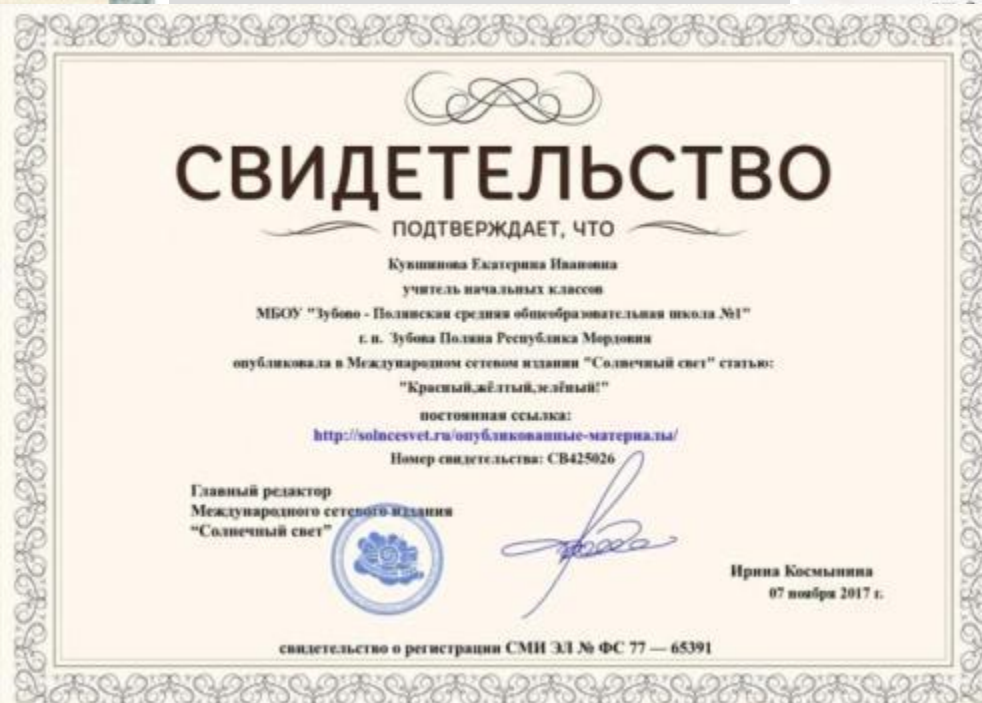 СВИДЕТЕЛЬСТВО
ПОДТВЕРЖДАЕТ, ЧТО
Кувшинова Екатерина Ивановна
учитель начальных классов
МБОУ "Зубово - Полянская средняя общеобразовательная школа №1"
г. п. Зубова Поляна Республика Мордовия
опубликовала в Международном сетевом издании "Солнечный свет" статью:
"Красный,жёлтый,зелёный!"
постоянная ссылка:
http://solncesvet.ru/опубликованные-материалы/
Номер свидетельства: СВ425026
Главный редактор
Международного сетевого издания
“Солнечный свет”
Ирина Космынина
07 ноября 2017 г.
свидетельство о регистрации СМИ ЭЛ № ФС 77 — 65391